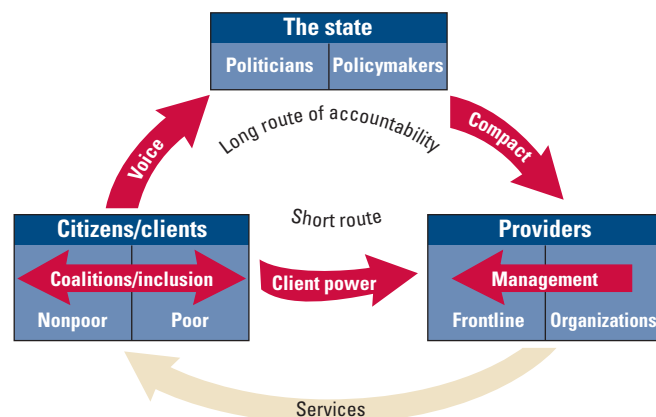 The state
Politicians
Policymakers
Long route of accountability
Voice
Compact
Short route
Citizens/clients
Providers
Coalitions/inclusion
Client power
Management
Nonpoor
Poor
Frontline
Organizations
Services